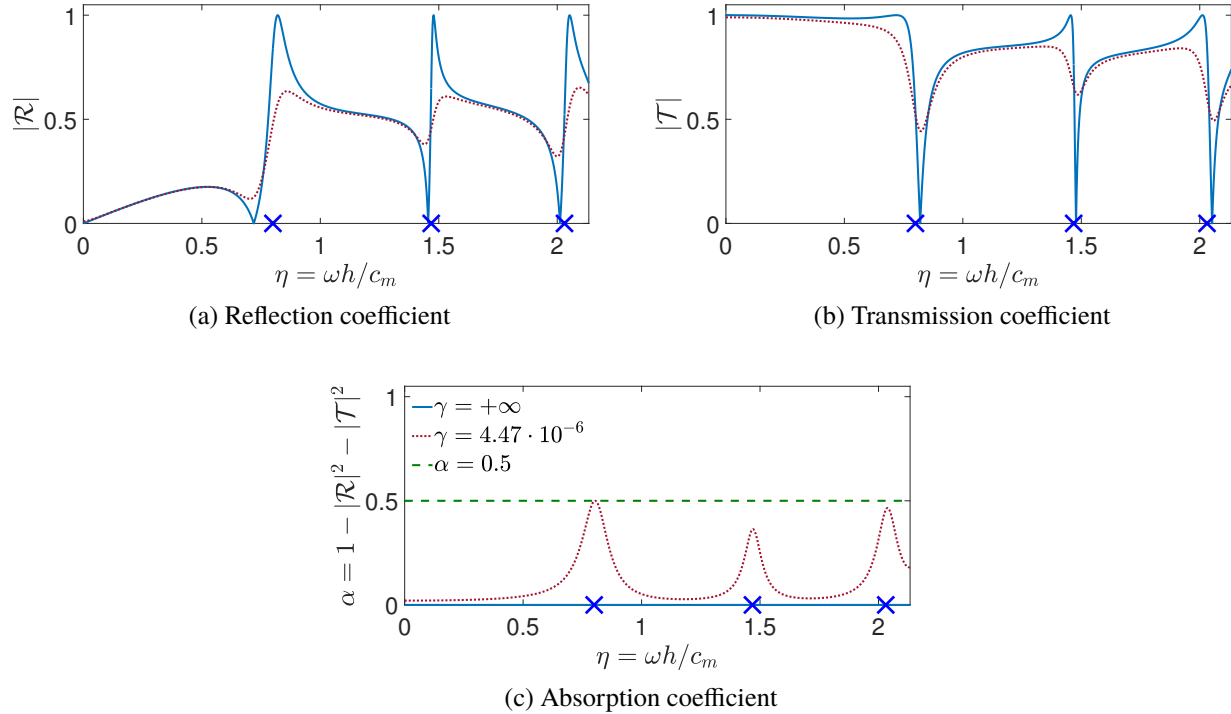 |R|
1
0.5
0
0 0.5 1 1.5 2
η = ωh/c_m
(a) Reflection coefficient
|T|
1
0.5
0
0 0.5 1 1.5 2
η = ωh/c_m
(b) Transmission coefficient
α = 1 − |R|² − |T|²
1
0.5
0
γ = +∞
γ = 4.47 · 10⁻⁶
α = 0.5
0 0.5 1 1.5 2
η = ωh/c_m
(c) Absorption coefficient